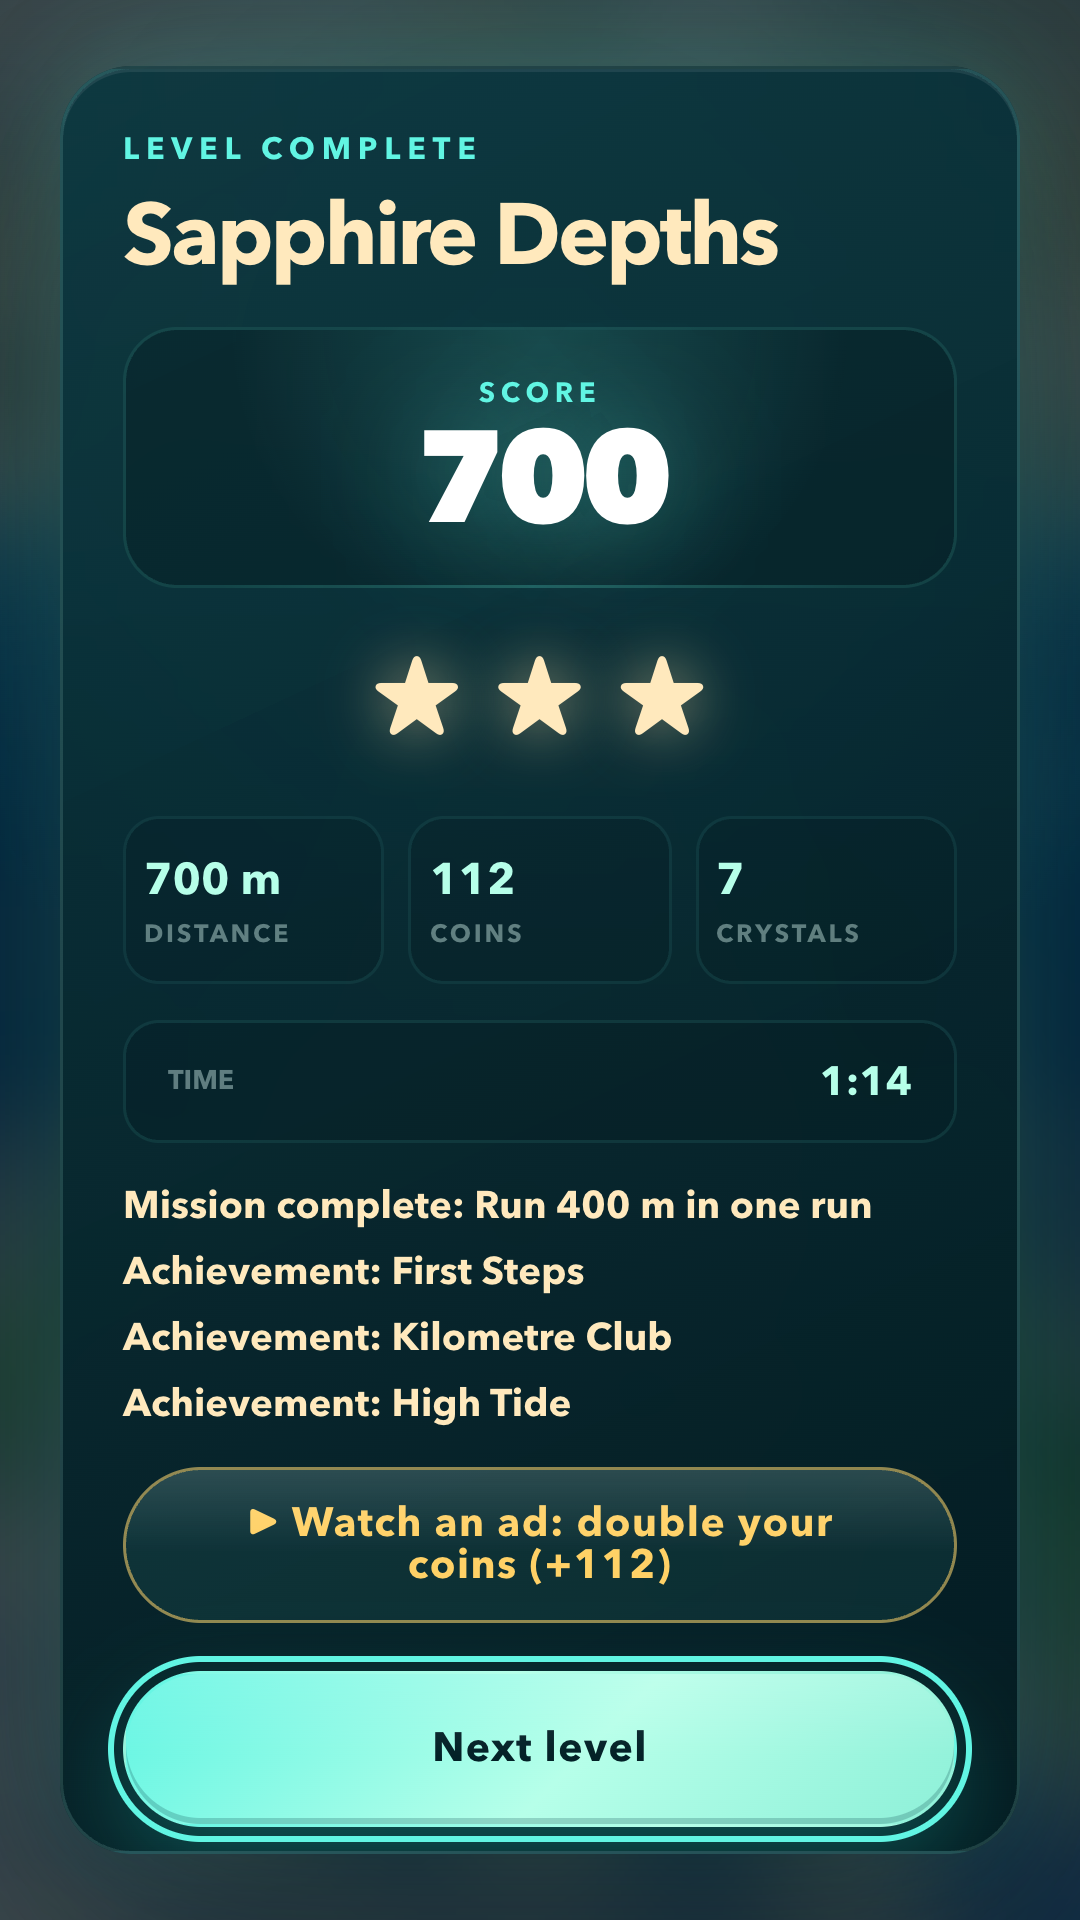 LEVEL COMPLETE
Sapphire Depths
SCORE
700
700 m
DISTANCE
112
COINS
7
CRYSTALS
TIME
1:14
Mission complete: Run 400 m in one run
Achievement: First Steps
Achievement: Kilometre Club
Achievement: High Tide
Watch an ad: double your
coins (+112)
Next level